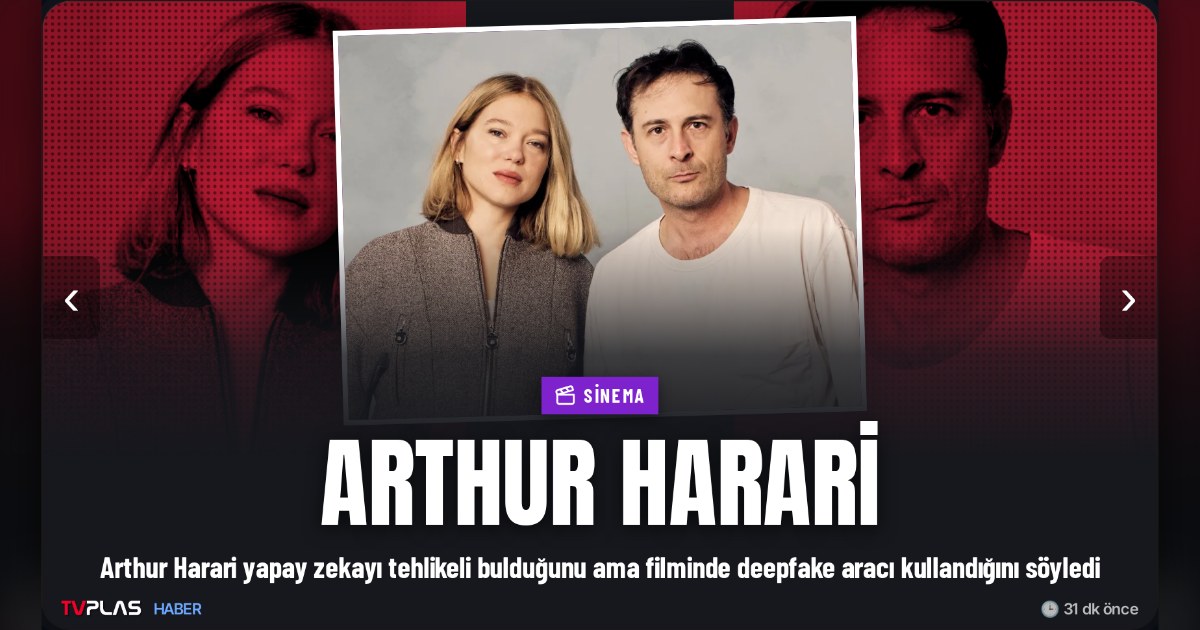 SİNEMA
ARTHUR HARARİ
Arthur Harari yapay zekayı tehlikeli bulduğunu ama filminde deepfake aracı kullandığını söyledi
TVPLAS HABER
31 dk önce